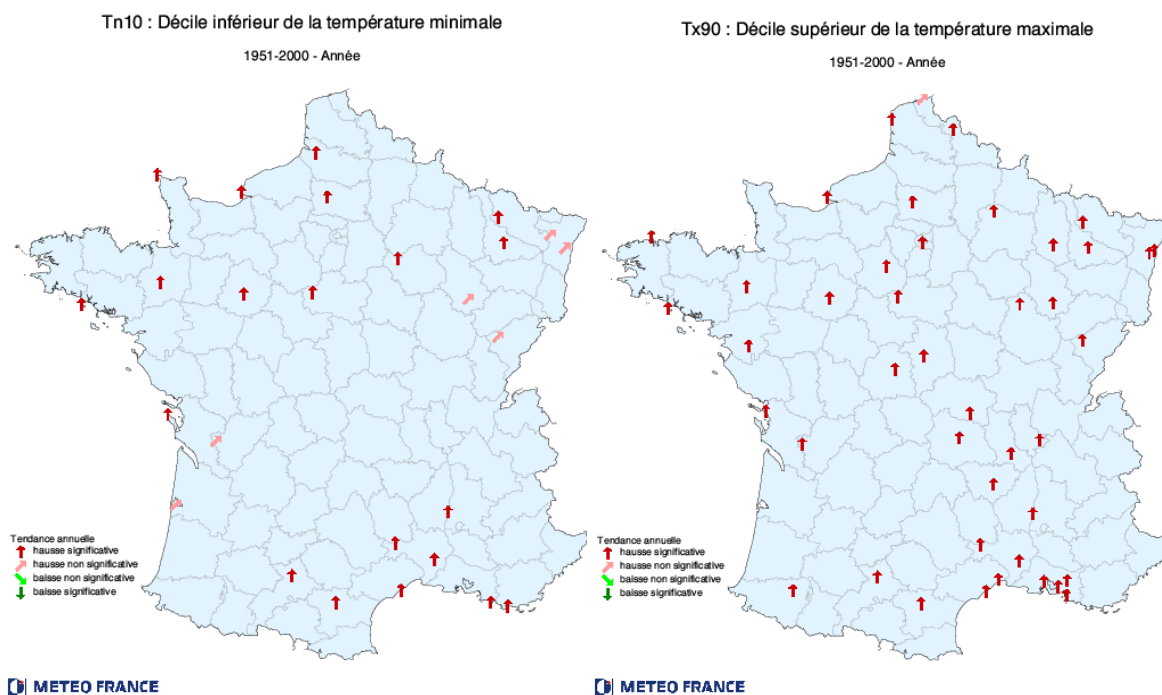 Tn10 : Décile inférieur de la température minimale
1951-2000 - Année
Tendance annuelle
hausse significative
hausse non significative
baisse non significative
baisse significative
METEO FRANCE
Tx90 : Décile supérieur de la température maximale
1951-2000 - Année
Tendance annuelle
hausse significative
hausse non significative
baisse non significative
baisse significative
METEO FRANCE